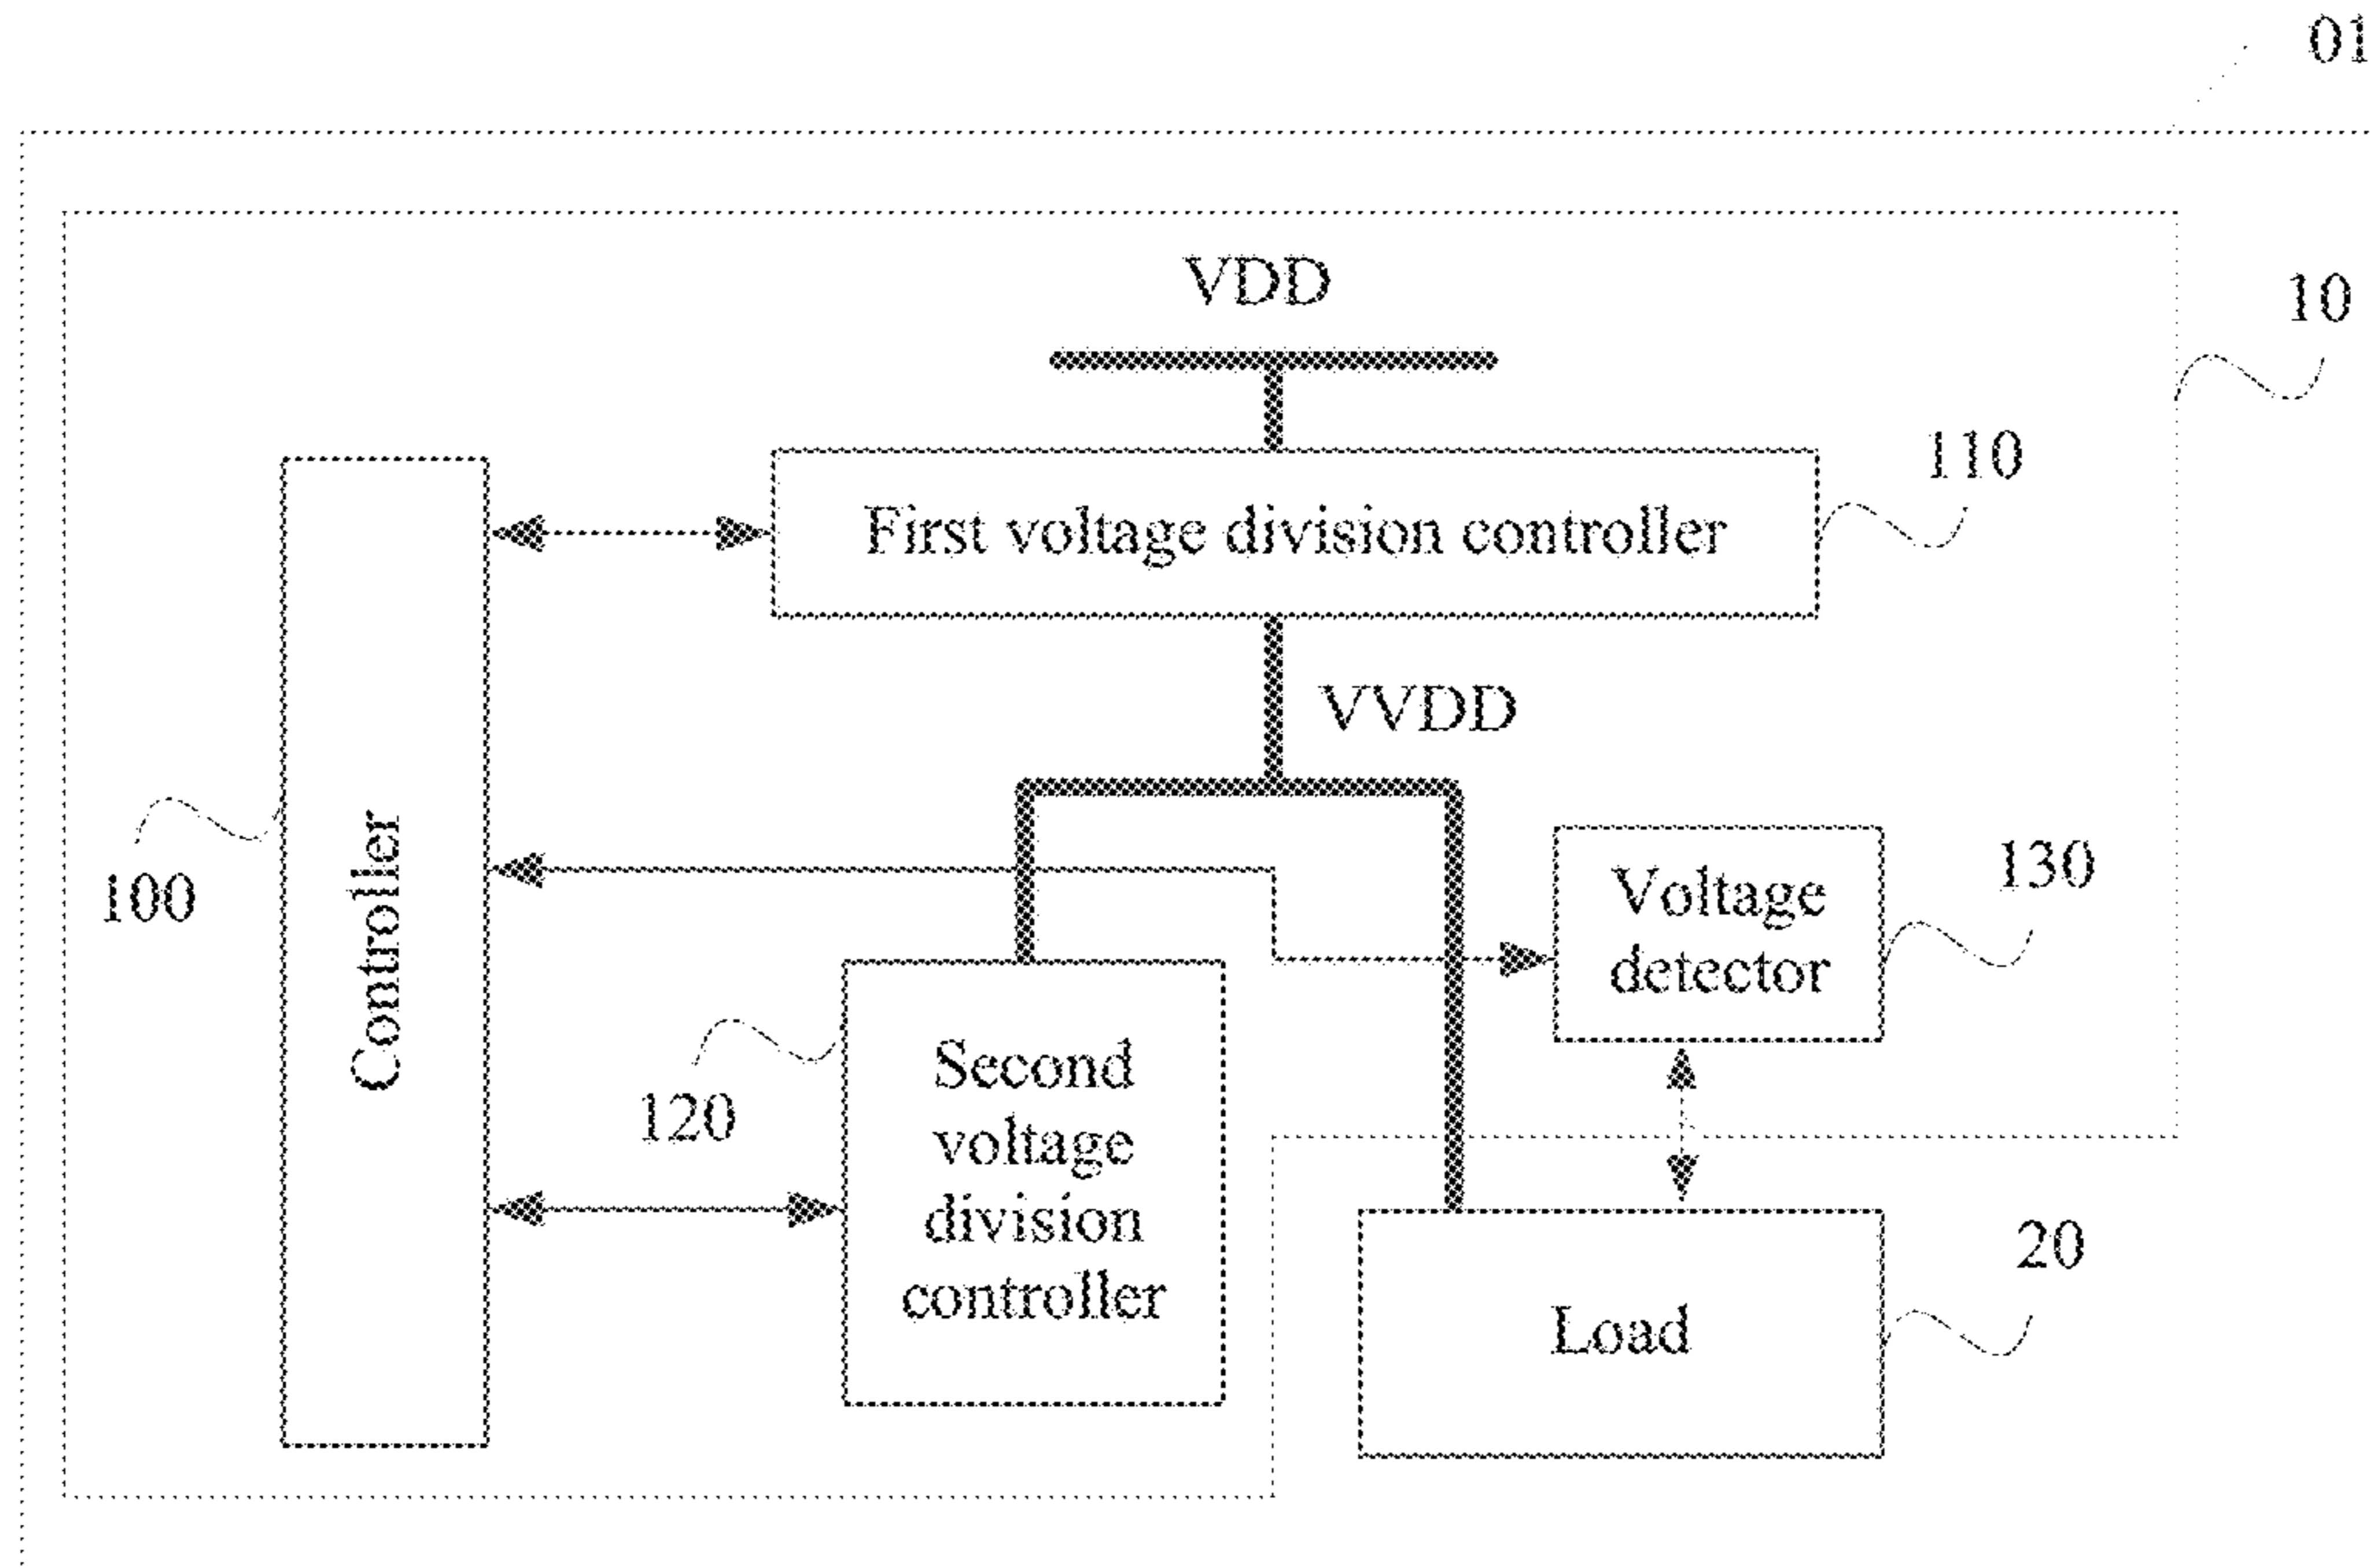 01
VDD
10
110
First voltage division controller
VVDD
Controller
100
Voltage
detector
130
120
Second
voltage
division
controller
20
Load